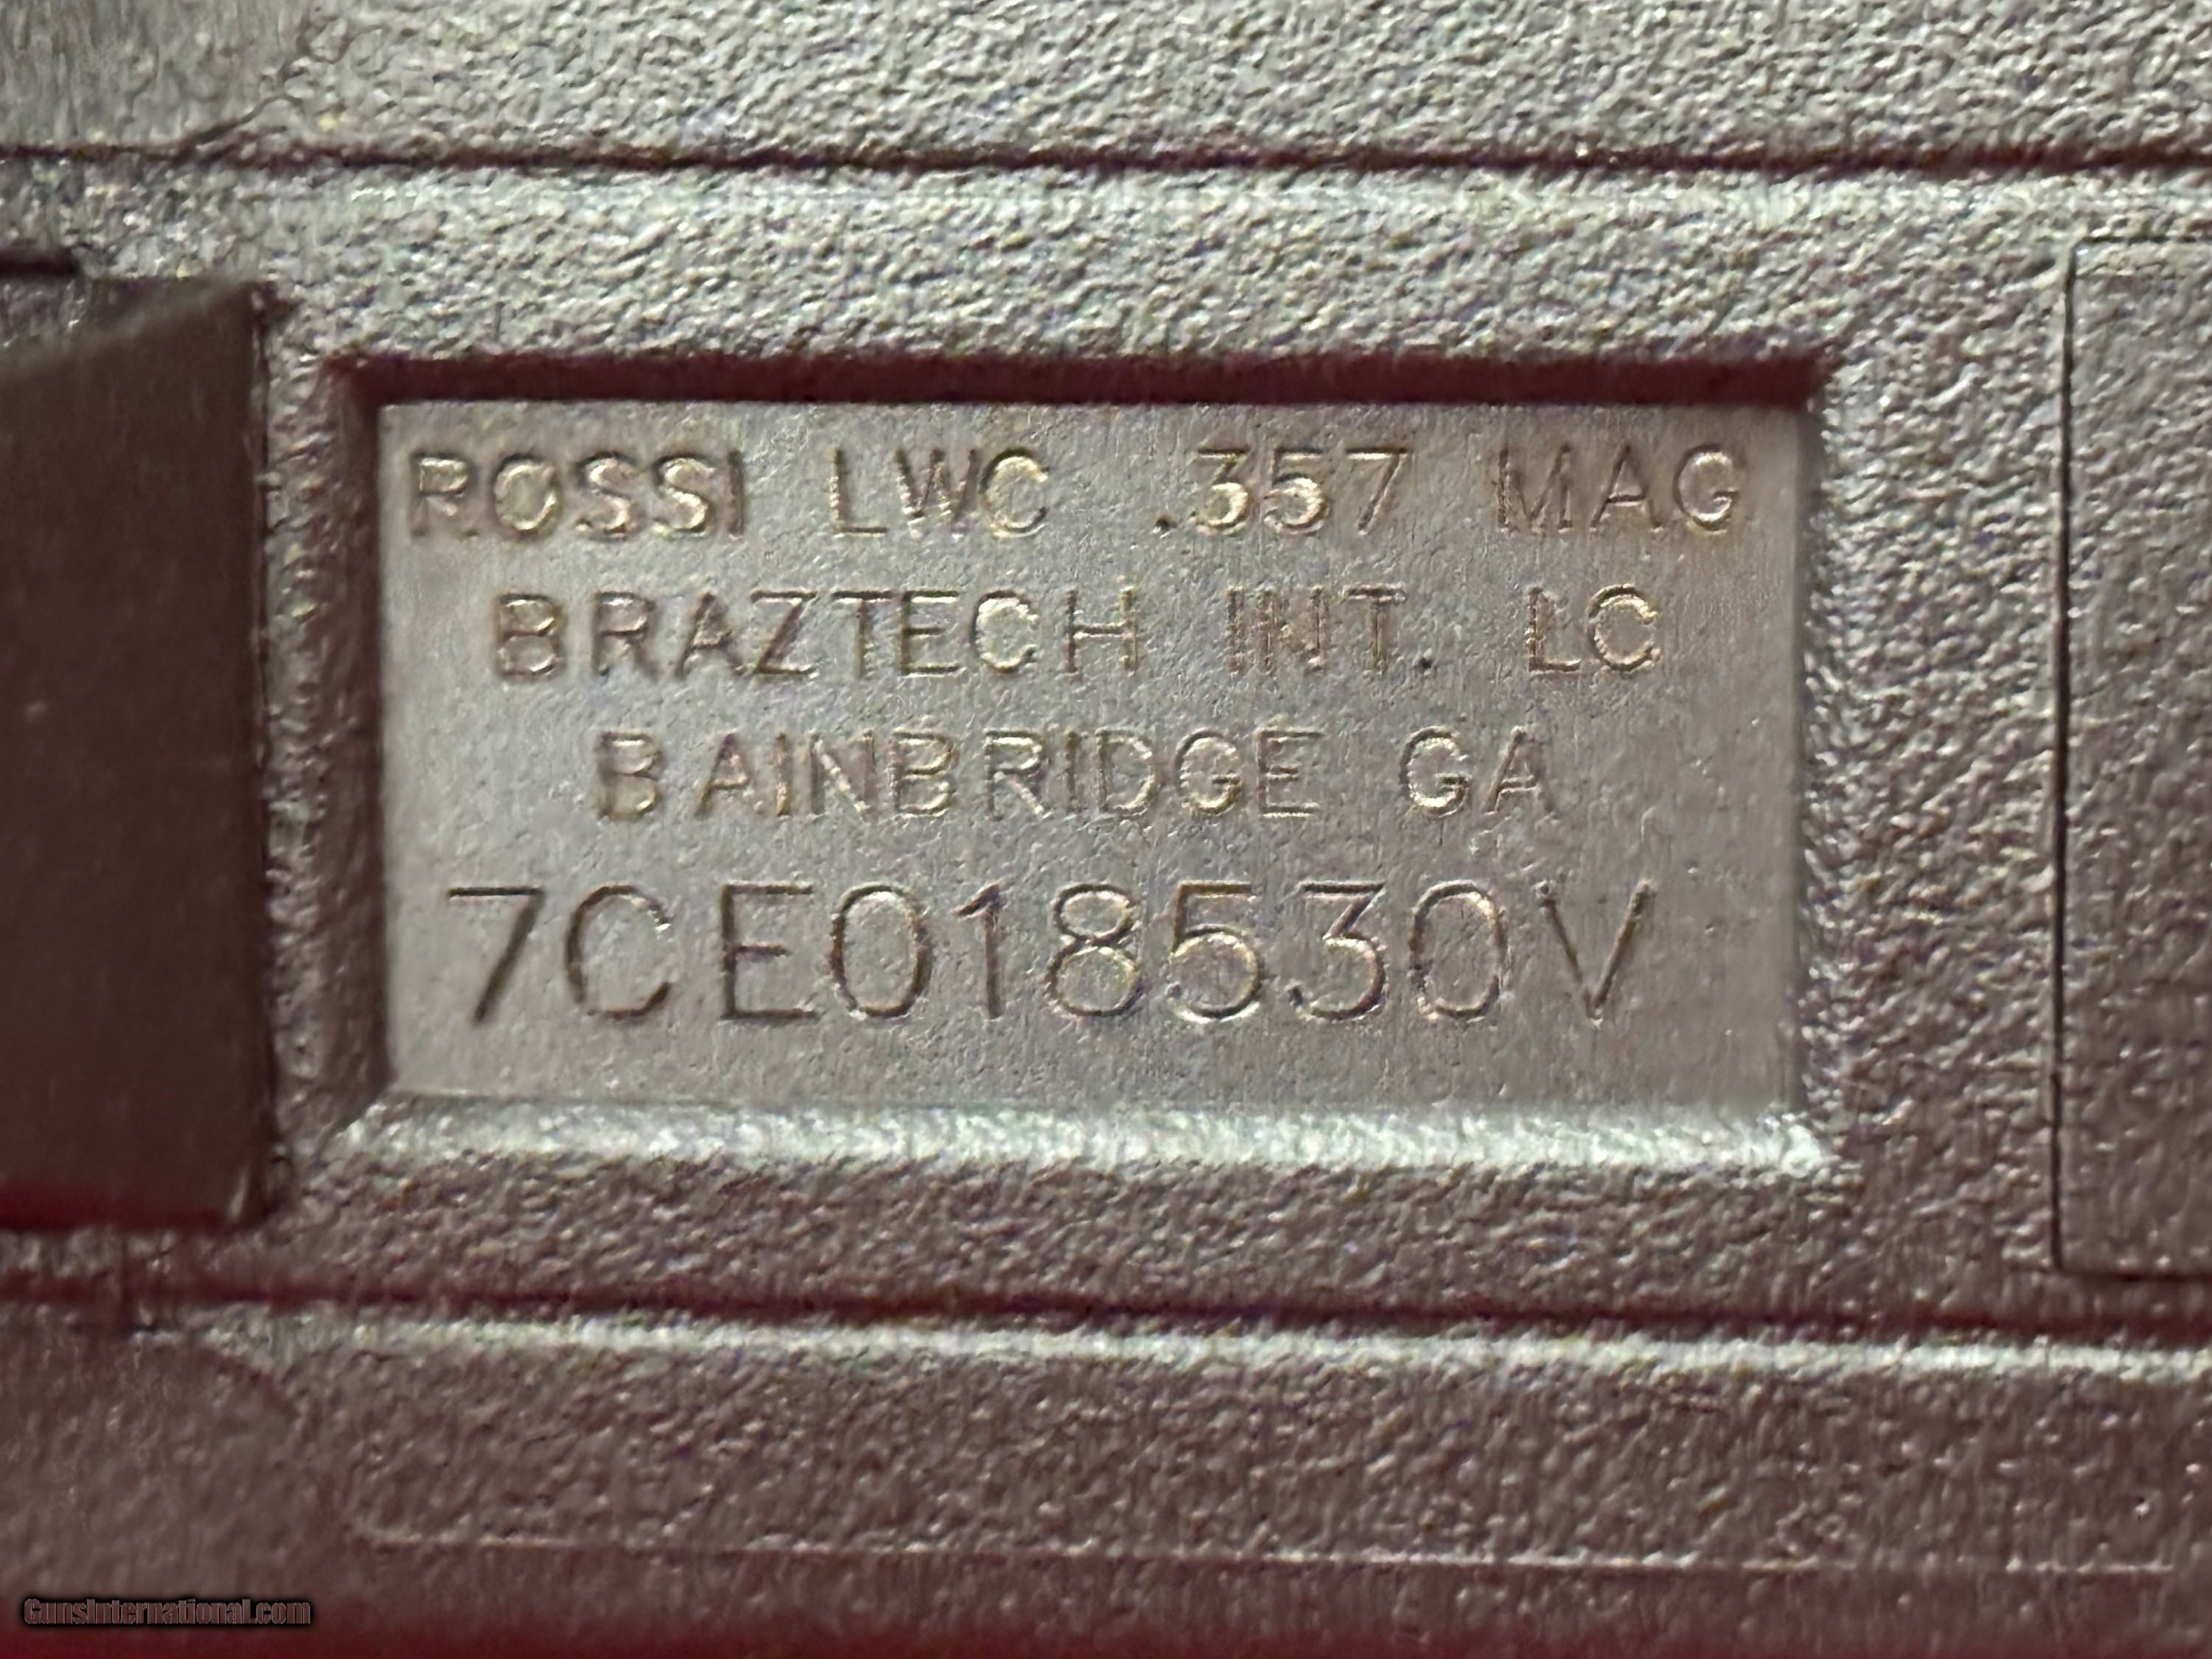 ROSSI LWC .357 MAG
BRAZTECH INT. LC
BAINBRIDGE GA
7CE018530V
GunsInternational.com